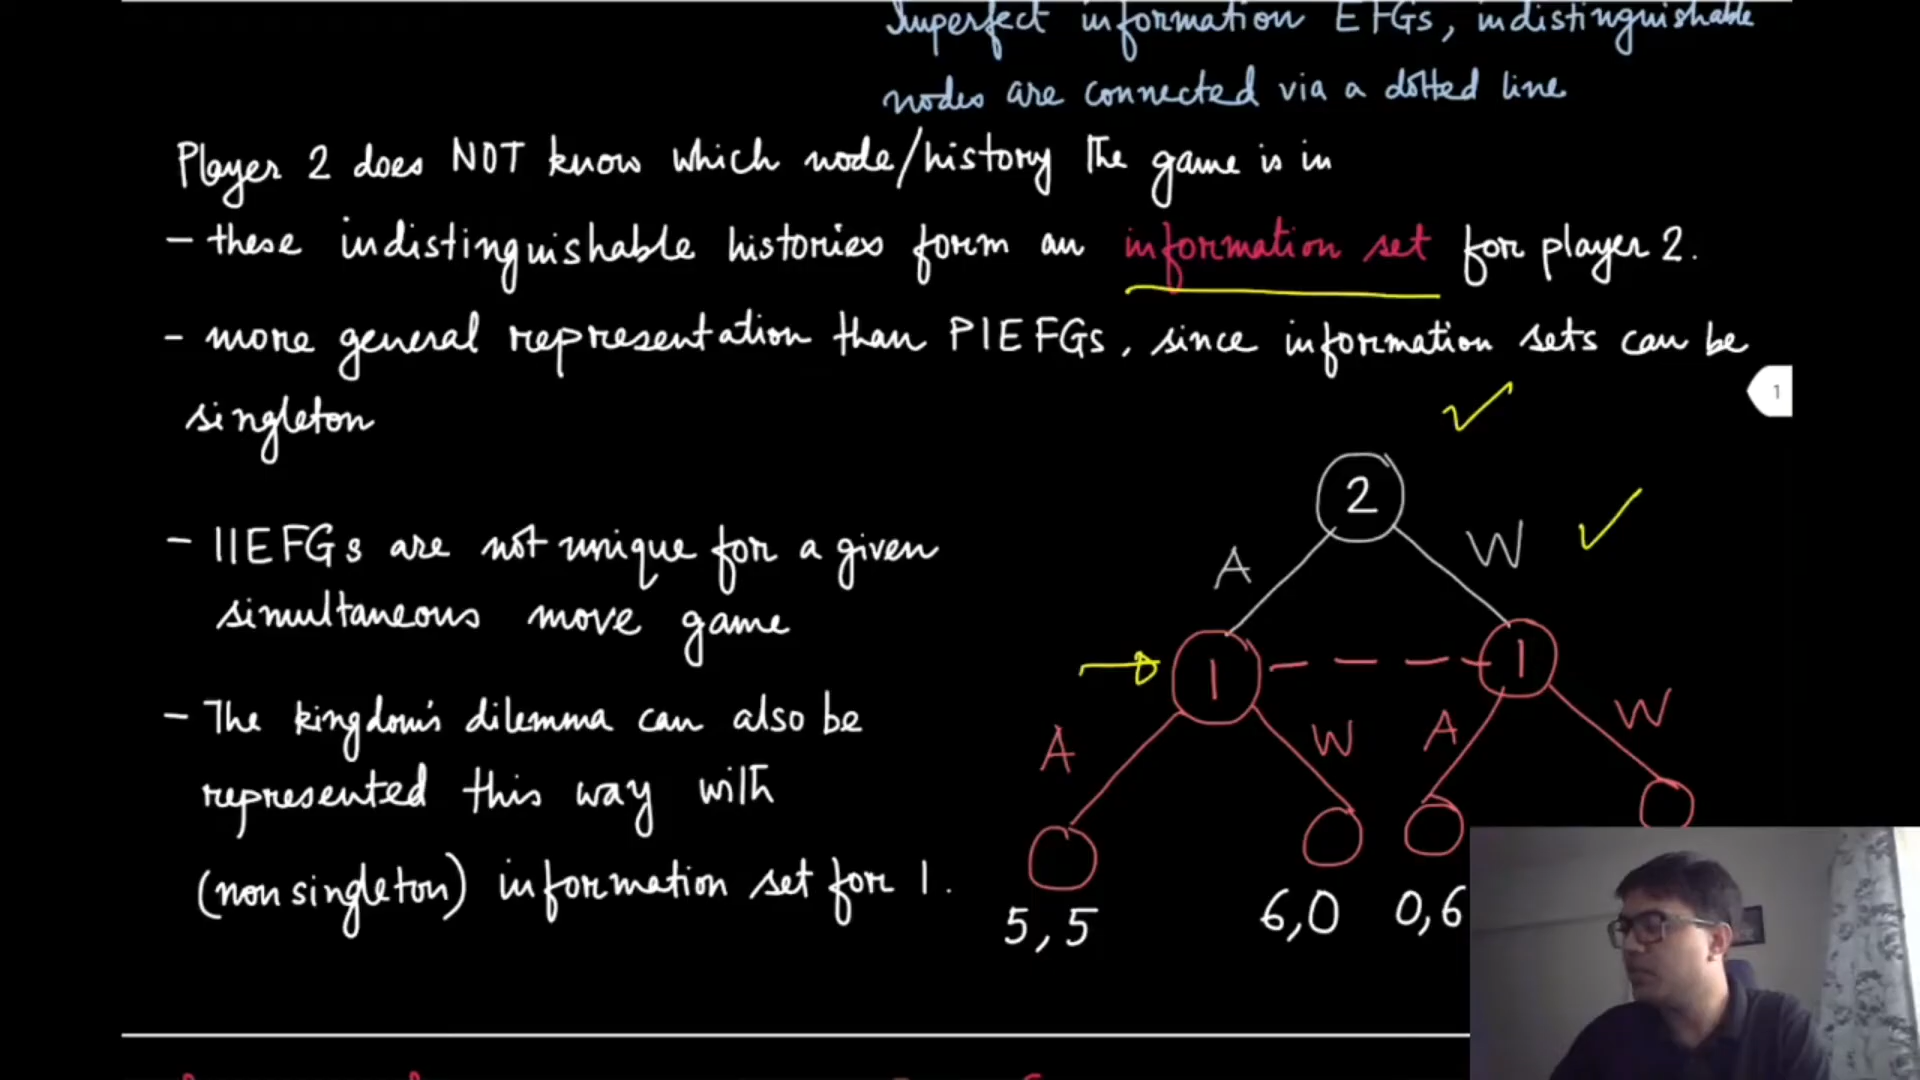 Imperfect information EFGs, indistinguishable
nodes are connected via a dotted line
Player 2 does NOT know which node/history the game is in
- these indistinguishable histories form an information set for player 2.
- more general representation than PIEFGs, since information sets can be
singleton
1
- IIEFGs are not unique for a given
simultaneous move game
- The kingdom's dilemma can also be
represented this way with
(non singleton) information set for 1.
2
A W
1 1
A W A W
5,5 6,0 0,6